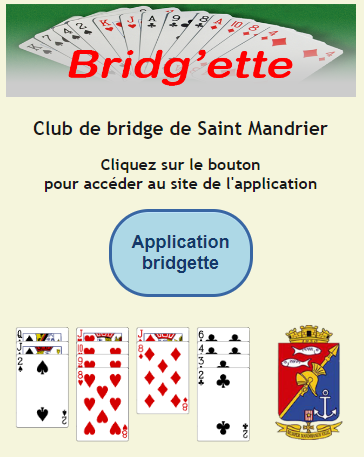 Bridg'ette
Club de bridge de Saint Mandrier
Cliquez sur le bouton
pour accéder au site de l'application
Application
bridgette